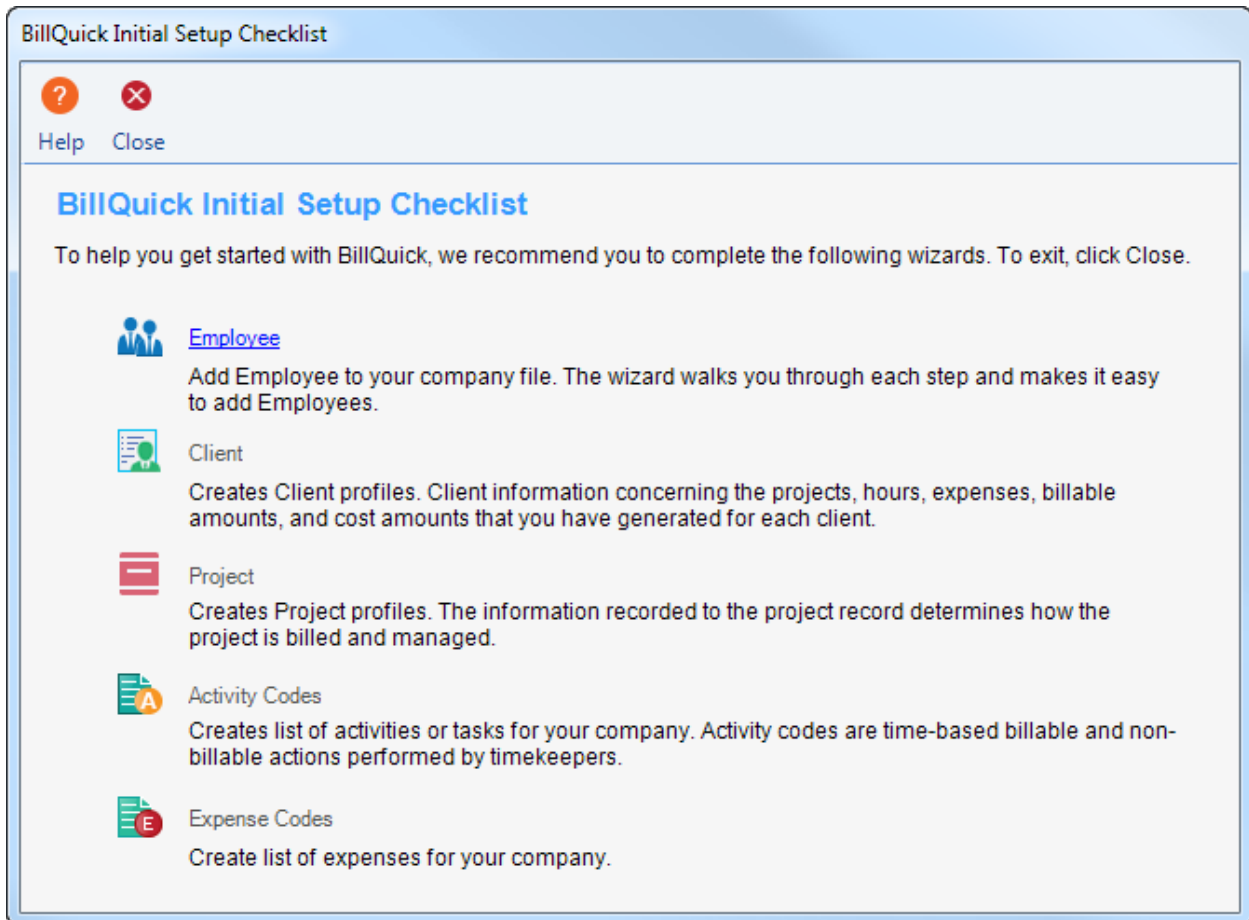 BillQuick Initial Setup Checklist
?
Help Close
BillQuick Initial Setup Checklist
To help you get started with BillQuick, we recommend you to complete the following wizards. To exit, click Close.
Employee
Add Employee to your company file. The wizard walks you through each step and makes it easy
to add Employees.
Client
Creates Client profiles. Client information concerning the projects, hours, expenses, billable
amounts, and cost amounts that you have generated for each client.
Project
Creates Project profiles. The information recorded to the project record determines how the
project is billed and managed.
A
Activity Codes
Creates list of activities or tasks for your company. Activity codes are time-based billable and non-
billable actions performed by timekeepers.
E
Expense Codes
Create list of expenses for your company.